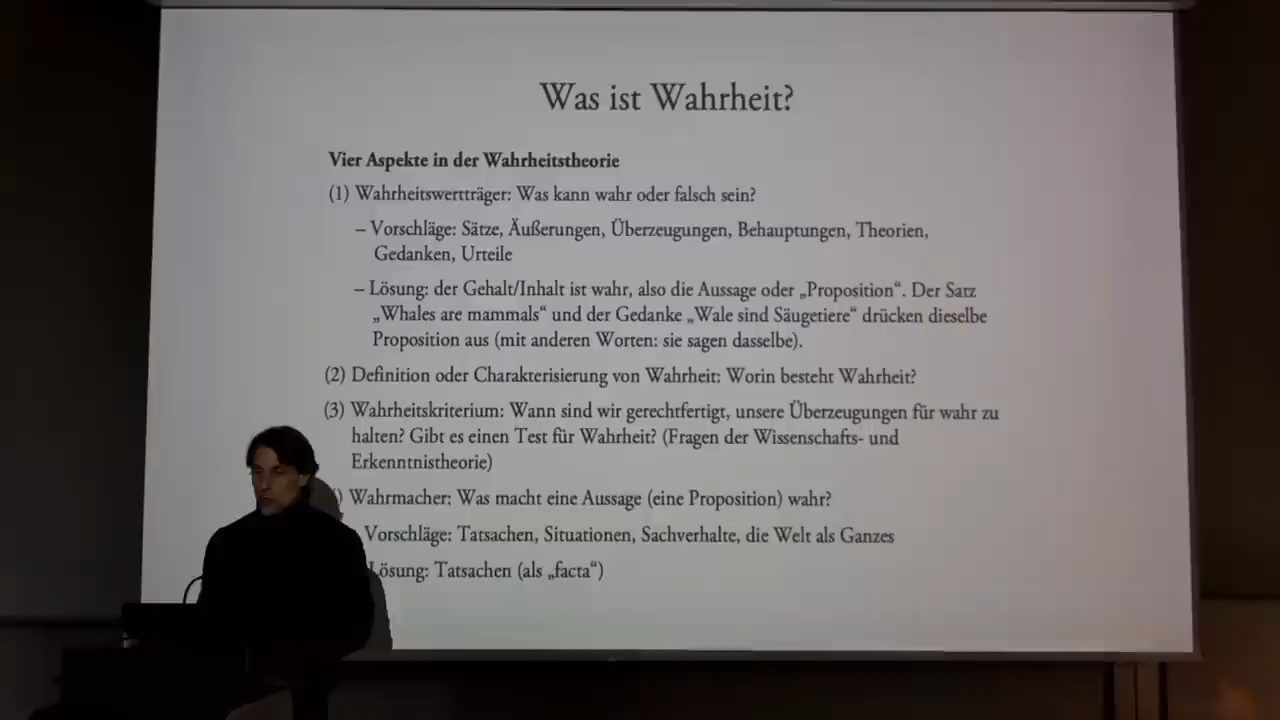 Was ist Wahrheit?
Vier Aspekte in der Wahrheitstheorie
(1) Wahrheitswertträger: Was kann wahr oder falsch sein?
– Vorschläge: Sätze, Äußerungen, Überzeugungen, Behauptungen, Theorien,
Gedanken, Urteile
– Lösung: der Gehalt/Inhalt ist wahr, also die Aussage oder „Proposition“. Der Satz
„Whales are mammals“ und der Gedanke „Wale sind Säugetiere“ drücken dieselbe
Proposition aus (mit anderen Worten: sie sagen dasselbe).
(2) Definition oder Charakterisierung von Wahrheit: Worin besteht Wahrheit?
(3) Wahrheitskriterium: Wann sind wir gerechtfertigt, unsere Überzeugungen für wahr zu
halten? Gibt es einen Test für Wahrheit? (Fragen der Wissenschafts- und
Erkenntnistheorie)
) Wahrmacher: Was macht eine Aussage (eine Proposition) wahr?
Vorschläge: Tatsachen, Situationen, Sachverhalte, die Welt als Ganzes
Lösung: Tatsachen (als „facta“)